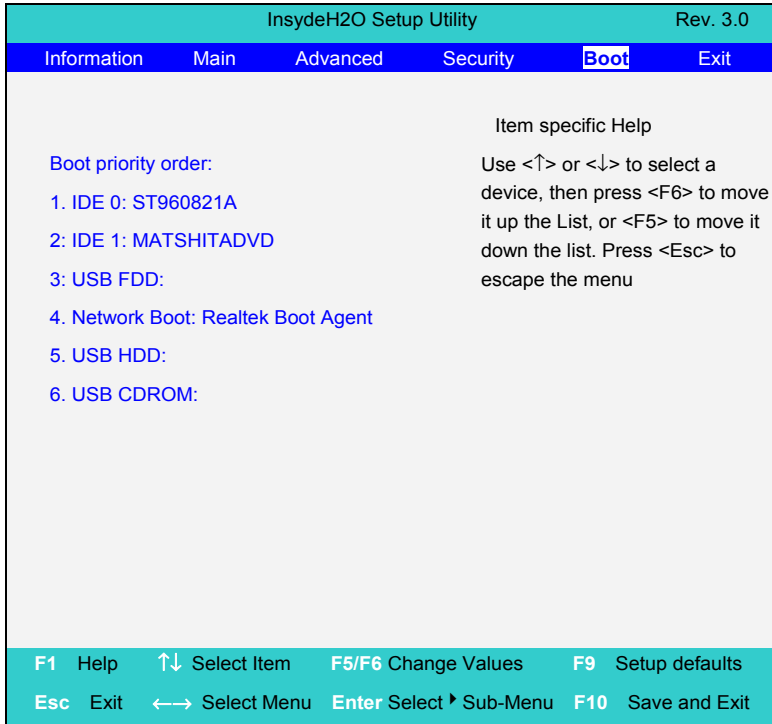 InsydeH2O Setup Utility Rev. 3.0
Information Main Advanced Security Boot Exit
Boot priority order:
1. IDE 0: ST960821A
2: IDE 1: MATSHITADVD
3: USB FDD:
4. Network Boot: Realtek Boot Agent
5. USB HDD:
6. USB CDROM:
Item specific Help
Use <↑> or <↓> to select a
device, then press <F6> to move
it up the List, or <F5> to move it
down the list. Press <Esc> to
escape the menu
F1 Help ↑↓ Select Item F5/F6 Change Values F9 Setup defaults
Esc Exit ←→ Select Menu Enter Select ▸ Sub-Menu F10 Save and Exit